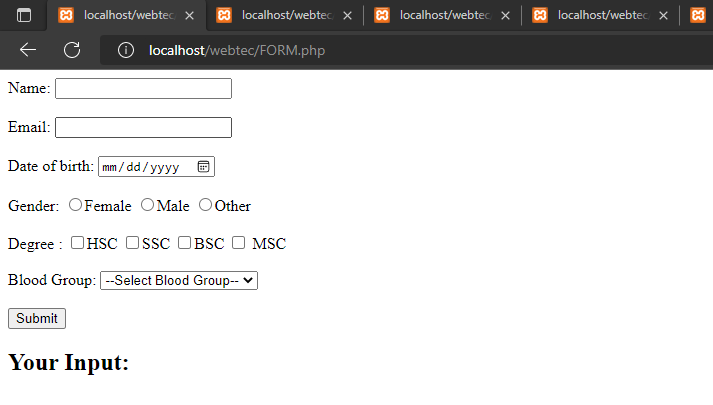 localhost/webtec, localhost/webtec/ localhost/webtec/ localhost/webtec/
localhost/webtec/FORM.php
Name:
Email:
Date of birth: mm/dd/yyyy
Gender: Female Male Other
Degree : HSC SSC BSC MSC
Blood Group: --Select Blood Group--
Submit
Your Input: